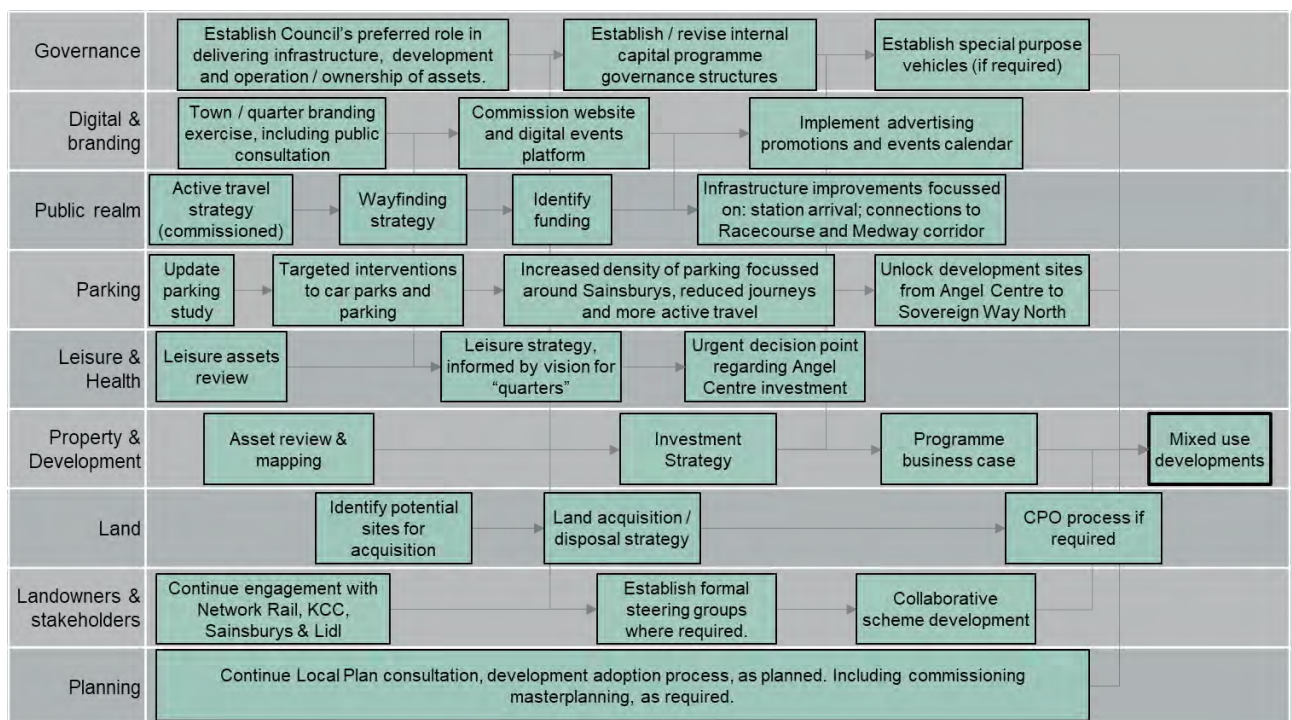 Governance
Establish Council's preferred role in
delivering infrastructure, development
and operation / ownership of assets.
Establish / revise internal
capital programme
governance structures
Establish special purpose
vehicles (if required)
Digital &
branding
Town / quarter branding
exercise, including public
consultation
Commission website
and digital events
platform
Implement advertising
promotions and events calendar
Public realm
Active travel
strategy
(commissioned)
Wayfinding
strategy
Identify
funding
Infrastructure improvements focussed
on: station arrival; connections to
Racecourse and Medway corridor
Parking
Update
parking
study
Targeted interventions
to car parks and
parking
Increased density of parking focussed
around Sainsburys, reduced journeys
and more active travel
Unlock development sites
from Angel Centre to
Sovereign Way North
Leisure &
Health
Leisure assets
review
Leisure strategy,
informed by vision for
“quarters”
Urgent decision point
regarding Angel
Centre investment
Property &
Development
Asset review &
mapping
Investment
Strategy
Programme
business case
Mixed use
developments
Land
Identify potential
sites for
acquisition
Land acquisition /
disposal strategy
CPO process if
required
Landowners &
stakeholders
Continue engagement with
Network Rail, KCC,
Sainsburys & Lidl
Establish formal
steering groups
where required.
Collaborative
scheme development
Planning
Continue Local Plan consultation, development adoption process, as planned. Including commissioning
masterplanning, as required.